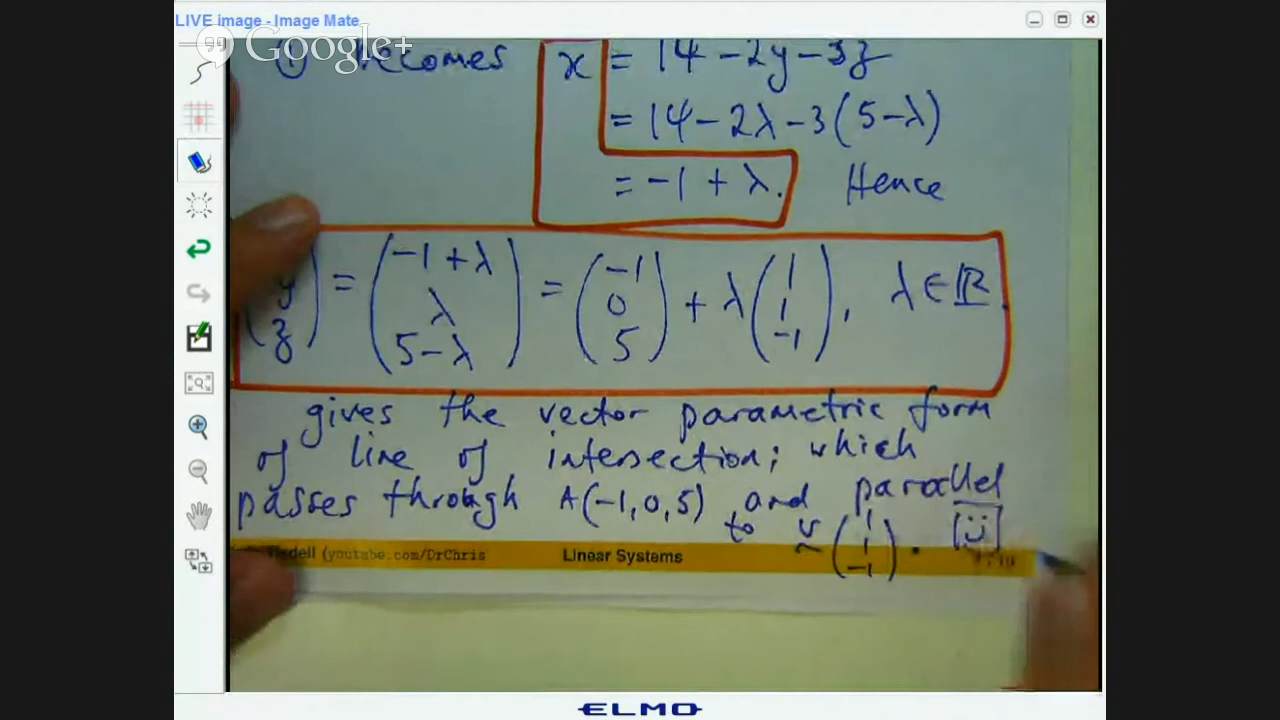 LIVE image - Image Mate
Google+
① becomes x = 14 - 2y - 3z
= 14 - 2λ - 3(5-λ)
= -1 + λ. Hence
(y z) = (-1 + λ, λ, 5-λ) = (-1, 0, 5) + λ(1, 1, -1), λ ∈ ℝ.
gives the vector parametric form
of line of intersection; which
passes through A(-1, 0, 5) and parallel
to v (1, 1, -1).
(youtube.com/DrChris Linear Systems
ELMO